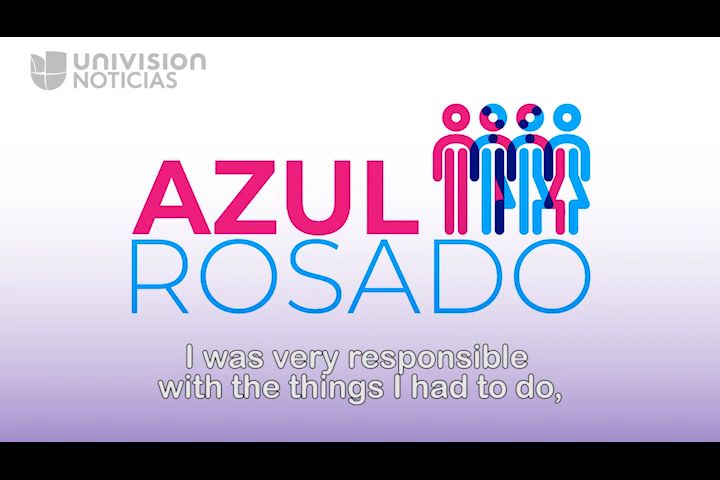 UNIVISION
NOTICIAS
AZUL
ROSADO
I was very responsible
with the things I had to do,